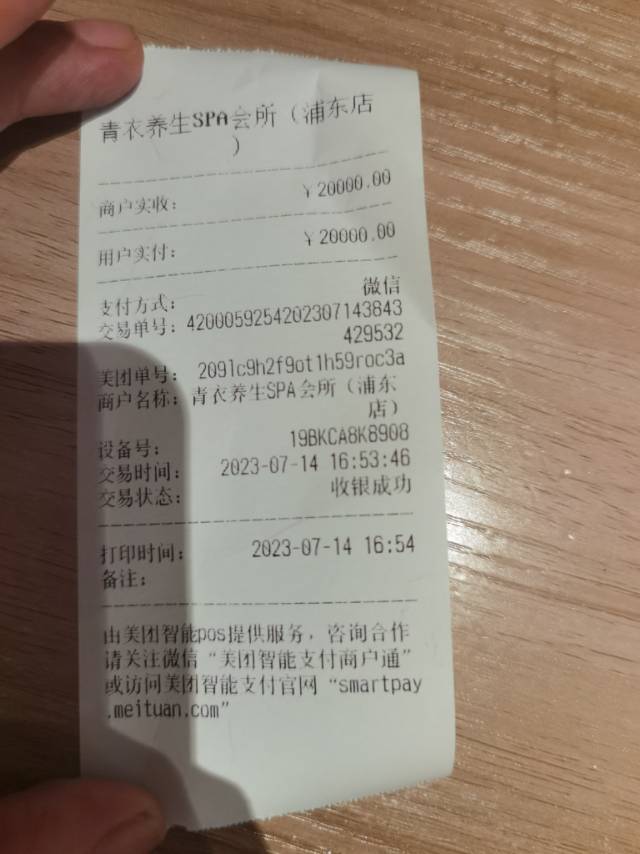 青衣养生SPA会所（浦东店
）
商户实收： ￥20000.00
用户实付： ￥20000.00
支付方式： 微信
交易单号：4200059254202307143843
429532
美团单号： 209lc9h2f9ot1h59roc3a
商户名称：青衣养生SPA会所（浦东
店）
设备号： 19BKCA8K8908
交易时间： 2023-07-14 16:53:46
交易状态： 收银成功
打印时间： 2023-07-14 16:54
备注：
由美团智能pos提供服务，咨询合作
请关注微信“美团智能支付商户通”
或访问美团智能支付官网“smartpay
.meituan.com”